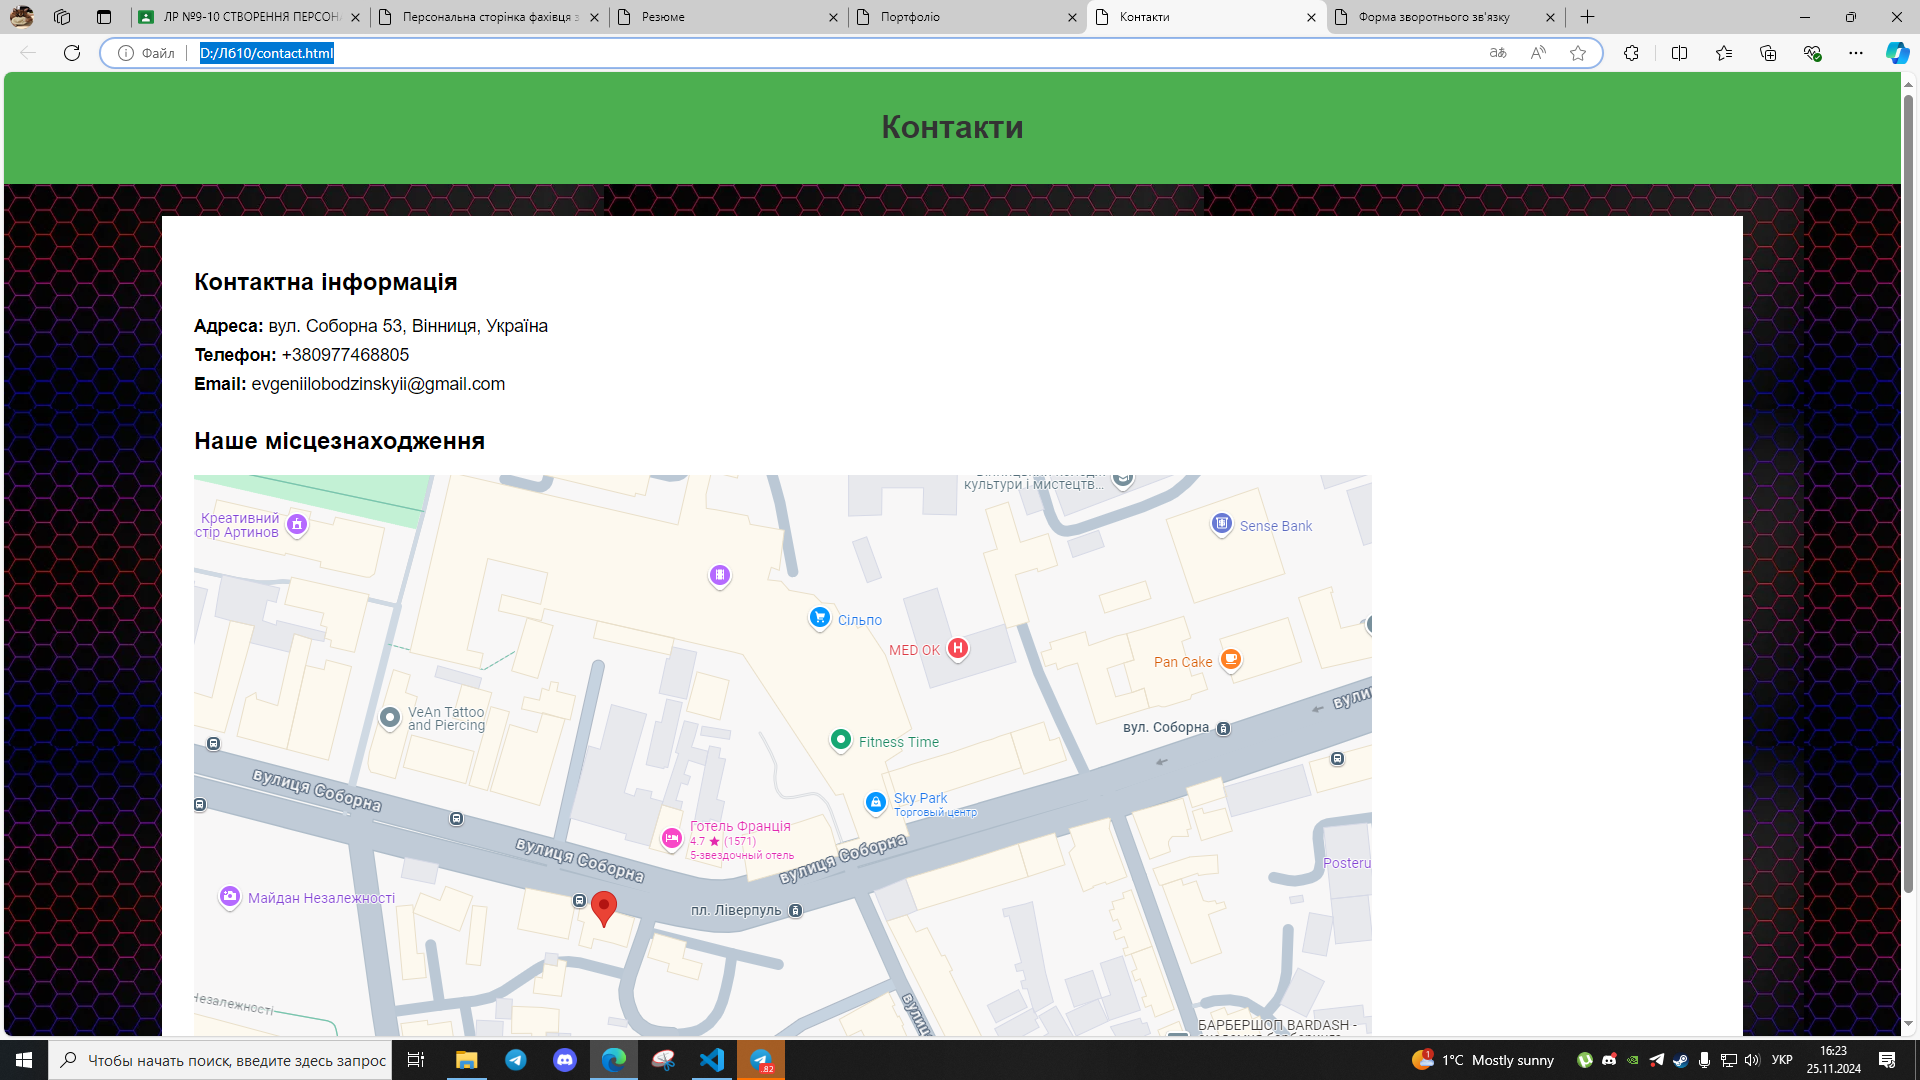 ЛР №9-10 СТВОРЕННЯ ПЕРСОНА
Персональна сторінка фахівця з
Резюме
Портфоліо
Контакти
Форма зворотнього зв'язку
Файл
D:/Лб10/contact.html
Контакти
Контактна інформація
Адреса: вул. Соборна 53, Вінниця, Україна
Телефон: +380977468805
Email: evgeniilobodzinskyii@gmail.com
Наше місцезнаходження
культури і мистецтв...
Креативний
стір Артинов
Sense Bank
Сільпо
MED OK
Pan Cake
VeAn Tattoo
and Piercing
вул. Соборна
Fitness Time
вулиця Соборна
Sky Park
Торговый центр
Готель Франція
4.7 ★ (1571)
5-звездочный отель
вулиця Соборна
вулиця Соборна
Posteru
Майдан Незалежності
пл. Ліверпуль
Незалежності
БАРБЕРШОП BARDASH -
Чтобы начать поиск, введите здесь запрос
.82
1
1°C Mostly sunny
УКР
16:23
25.11.2024